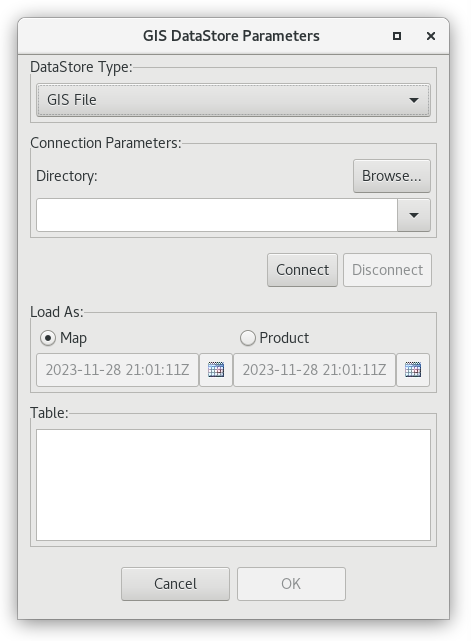 GIS DataStore Parameters
DataStore Type:
GIS File
Connection Parameters:
Directory:
Browse...
Connect
Disconnect
Load As:
Map
Product
2023-11-28 21:01:11Z
2023-11-28 21:01:11Z
Table:
Cancel
OK